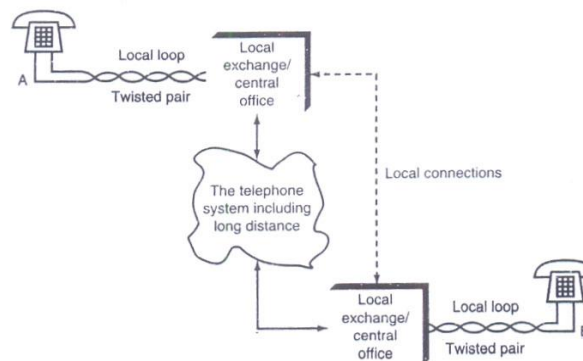 Local loop
A
Twisted pair
Local
exchange/
central
office
Local connections
The telephone
system including
long distance
Local
exchange/
central
office
Local loop
Twisted pair
B